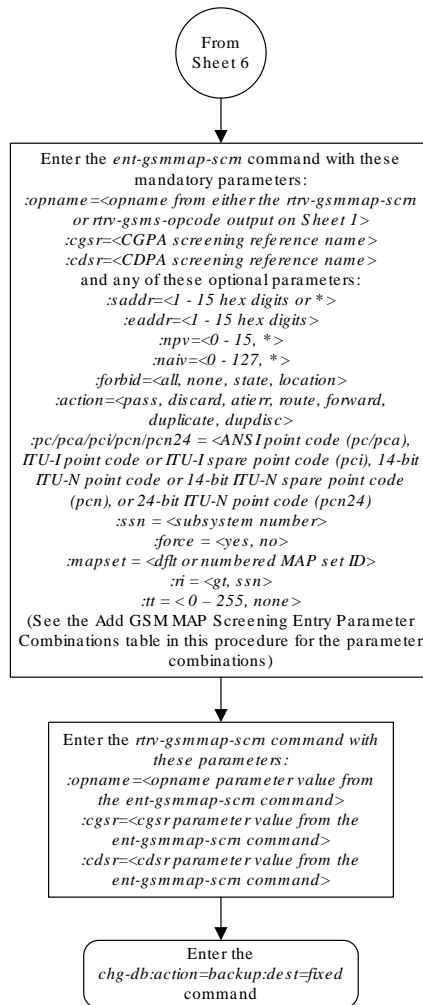 From
Sheet 6
Enter the ent-gsmmap-scrn command with these
mandatory parameters:
:opname=<opname from either the rtrv-gsmmap-scrn
or rtrv-gsms-opcode output on Sheet 1>
:cgsr=<CGPA screening reference name>
:cdsr=<CDPA screening reference name>
and any of these optional parameters:
:saddr=<1 - 15 hex digits or *>
:eaddr=<1 - 15 hex digits>
:npv=<0 - 15, *>
:naiv=<0 - 127, *>
:forbid=<all, none, state, location>
:action=<pass, discard, atierr, route, forward,
duplicate, dupdisc>
:pc/pca/pci/pcn/pcn24 = <ANSI point code (pc/pca),
ITU-I point code or ITU-I spare point code (pci), 14-bit
ITU-N point code or 14-bit ITU-N spare point code
(pcn), or 24-bit ITU-N point code (pcn24)
:ssn = <subsystem number>
:force = <yes, no>
:mapset = <dflt or numbered MAP set ID>
:ri = <gt, ssn>
:tt = <0 – 255, none>
(See the Add GSM MAP Screening Entry Parameter
Combinations table in this procedure for the parameter
combinations)
Enter the rtrv-gsmmap-scrn command with
these parameters:
:opname=<opname parameter value from
the ent-gsmmap-scrn command>
:cgsr=<cgsr parameter value from the
ent-gsmmap-scrn command>
:cdsr=<cdsr parameter value from the
ent-gsmmap-scrn command>
Enter the
chg-db:action=backup:dest=fixed
command